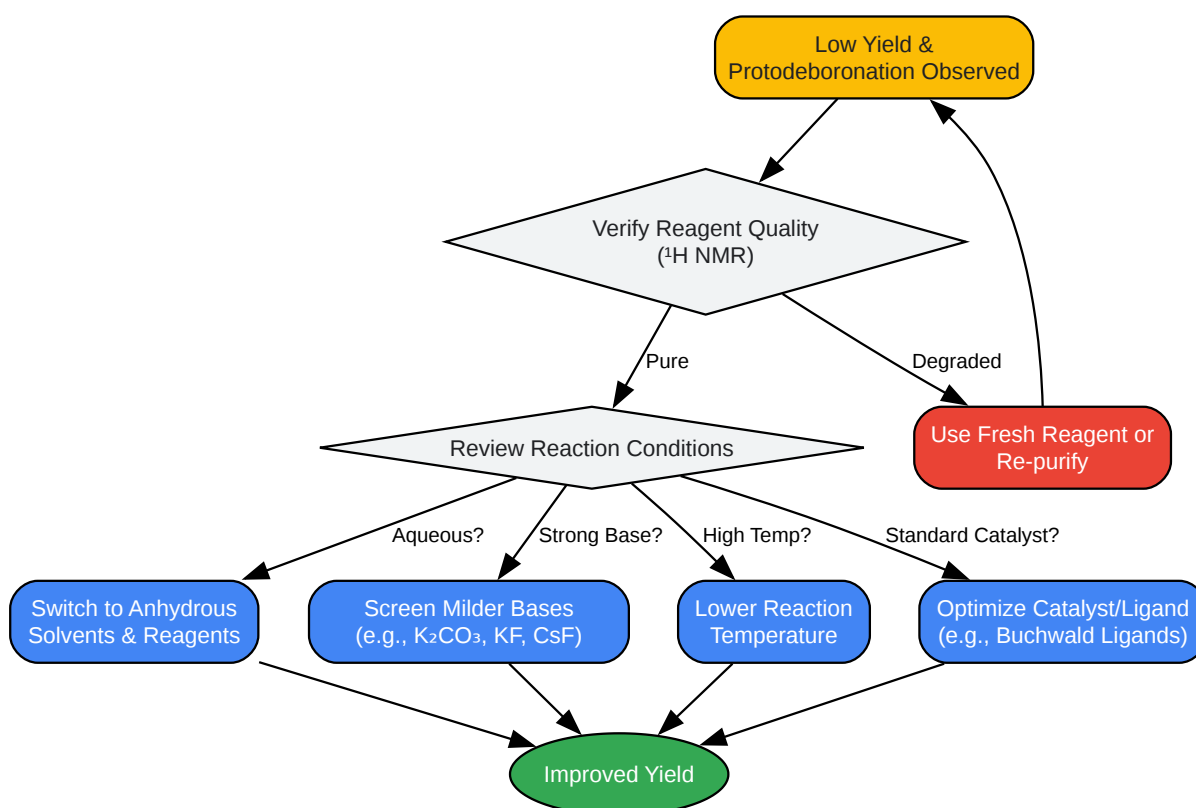 Low Yield &
Protodeboronation Observed
Verify Reagent Quality
(¹H NMR)
Pure
Degraded
Review Reaction Conditions
Use Fresh Reagent or
Re-purify
Aqueous?
Strong Base?
High Temp?
Standard Catalyst?
Switch to Anhydrous
Solvents & Reagents
Screen Milder Bases
(e.g., K₂CO₃, KF, CsF)
Lower Reaction
Temperature
Optimize Catalyst/Ligand
(e.g., Buchwald Ligands)
Improved Yield